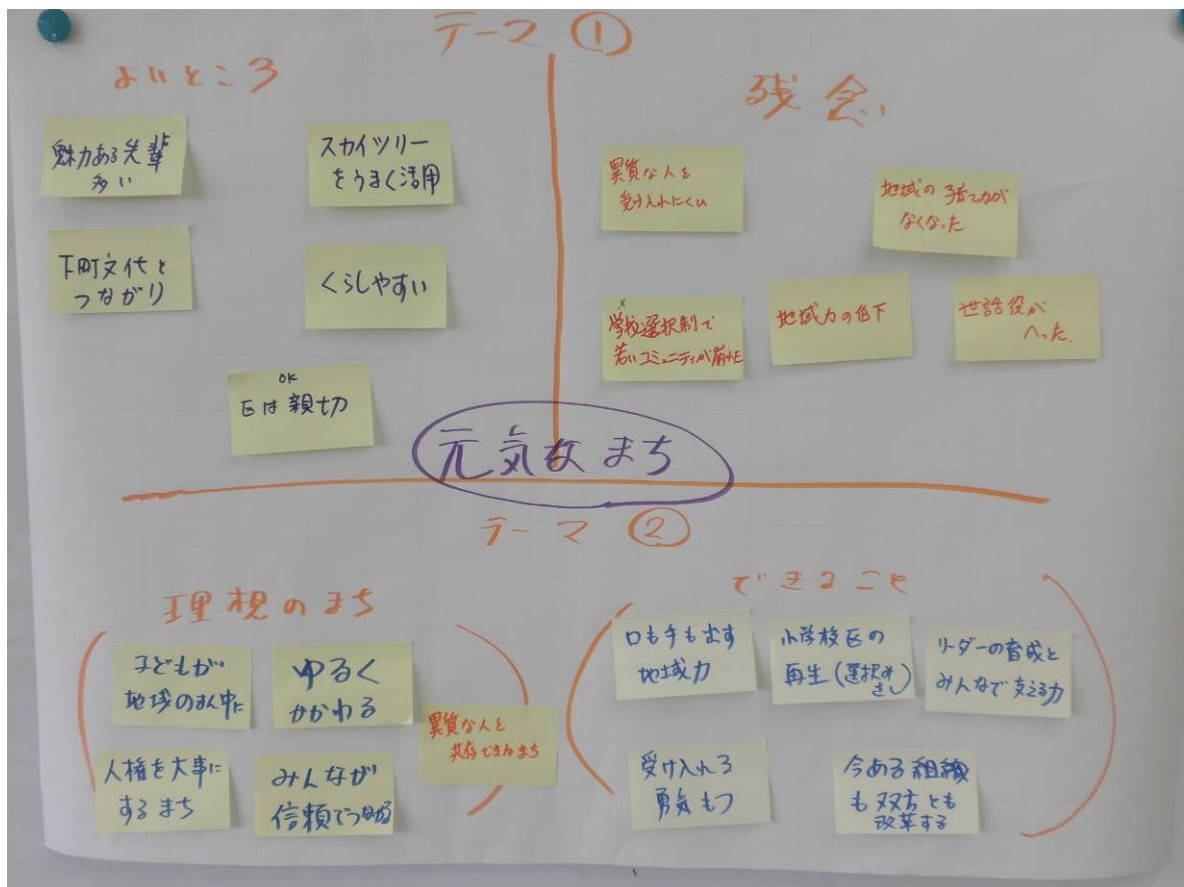 テーマ ①
よいところ
魅力ある先輩
多い
スカイツリー
をうまく活用
下町文化と
つながり
くらしやすい
OK
区は親切
残念
異質な人を
受け入れにくい
地域の子育て力が
なくなった
×
学校選択制で
若いコミュニティが崩れた
地域力の低下
世話役が
へった.
元気なまち
テーマ ②
理想のまち
子どもが
地域のまん中に
ゆるく
かかわる
異質な人と
共存できるまち
人権を大事に
するまち
みんなが
信頼でつながる
できること
口も手も出す
地域力
小学校区の
再生(選択せ
リーダーの育成と
みんなで支える力
受け入れる
勇気もつ
今ある組織
も双方とも
改革する